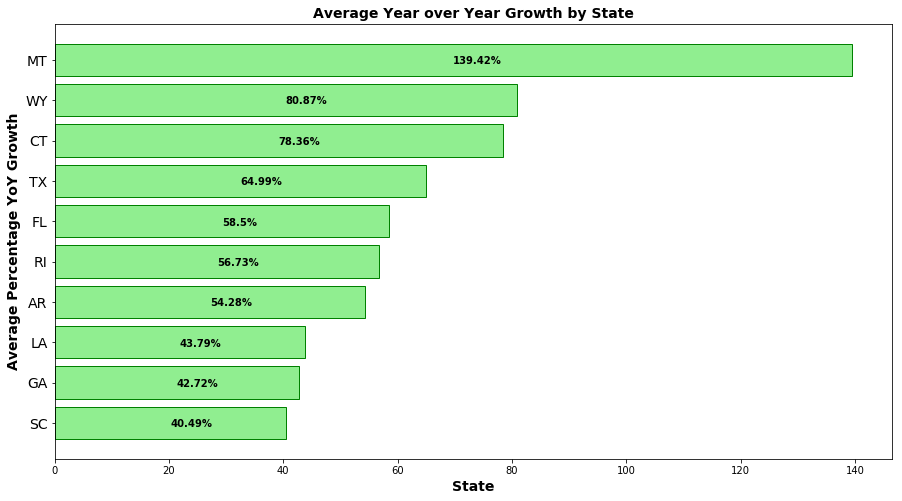 Average Year over Year Growth by State
Average Percentage YoY Growth
MT 139.42%
WY 80.87%
CT 78.36%
TX 64.99%
FL 58.5%
RI 56.73%
AR 54.28%
LA 43.79%
GA 42.72%
SC 40.49%
0 20 40 60 80 100 120 140
State